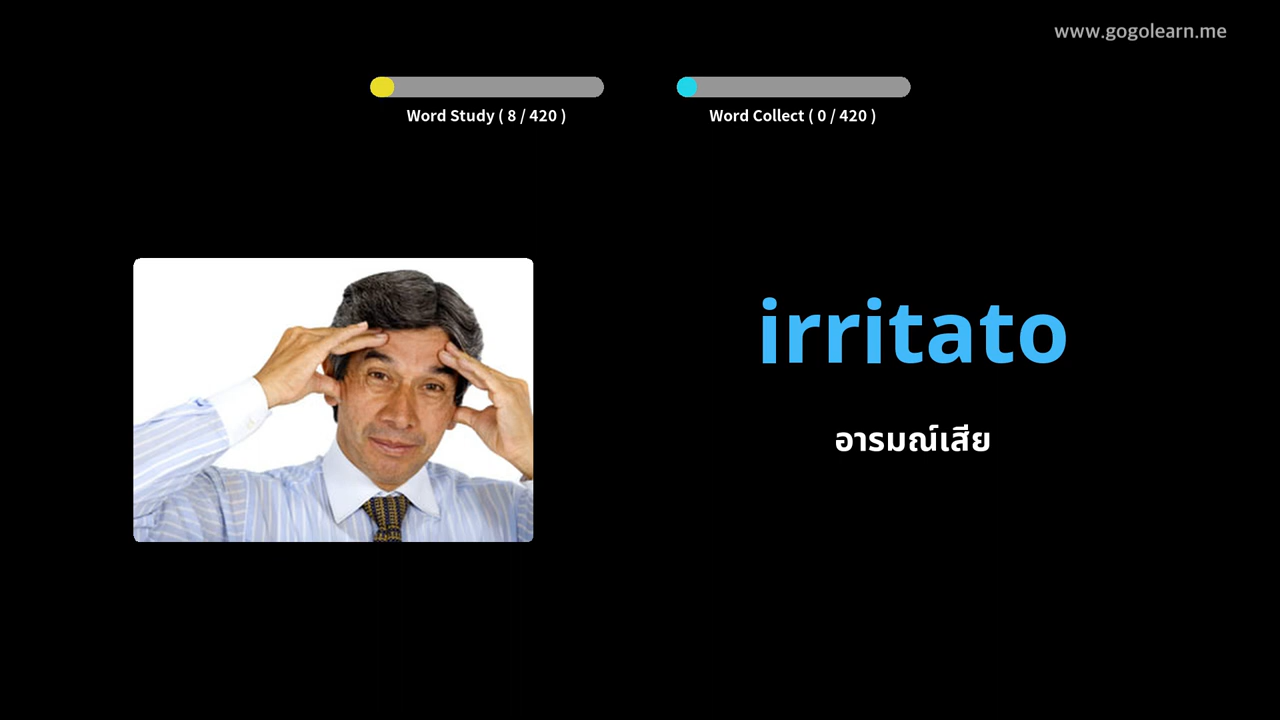 www.gogolearn.me
Word Study ( 8 / 420 )
Word Collect ( 0 / 420 )
irritato
อารมณ์เสีย